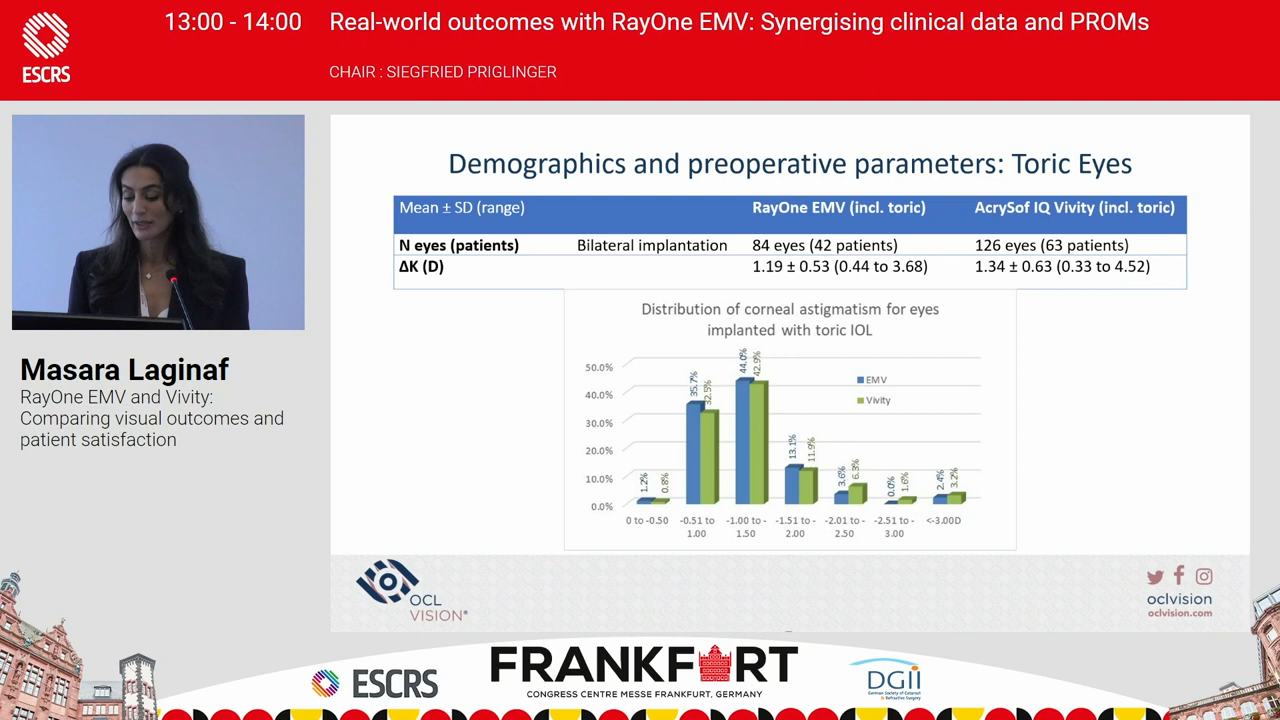 ESCRS
13:00 - 14:00
Real-world outcomes with RayOne EMV: Synergising clinical data and PROMs
CHAIR : SIEGFRIED PRIGLINGER
Masara Laginaf
RayOne EMV and Vivity:
Comparing visual outcomes and
patient satisfaction
Demographics and preoperative parameters: Toric Eyes
Mean ± SD (range) RayOne EMV (incl. toric) AcrySof IQ Vivity (incl. toric)
N eyes (patients) Bilateral implantation 84 eyes (42 patients) 126 eyes (63 patients)
ΔK (D) 1.19 ± 0.53 (0.44 to 3.68) 1.34 ± 0.63 (0.33 to 4.52)
Distribution of corneal astigmatism for eyes
implanted with toric IOL
50.0%
40.0%
30.0%
20.0%
10.0%
0.0%
1.2% 0.8% 35.7% 32.5% 44.0% 42.9% 13.1% 11.9% 3.6% 6.3% 0.0% 1.6% 2.4% 3.2%
EMV
Vivity
0 to -0.50 -0.51 to -1.00 to - -1.51 to - -2.01 to - -2.51 to - <-3.00D
1.00 1.50 2.00 2.50 3.00
OCL
VISION®
oclvision
oclvision.com
ESCRS
FRANKFURT
CONGRESS CENTRE MESSE FRANKFURT, GERMANY
DGII
German Society of Cataract
& Refractive Surgery